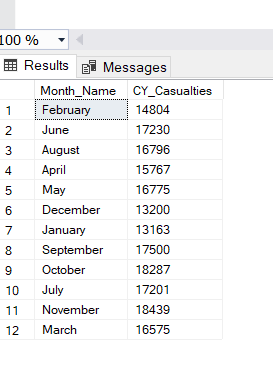 100 %
Results Messages
Month_Name CY_Casualties
1 February 14804
2 June 17230
3 August 16796
4 April 15767
5 May 16775
6 December 13200
7 January 13163
8 September 17500
9 October 18287
10 July 17201
11 November 18439
12 March 16575